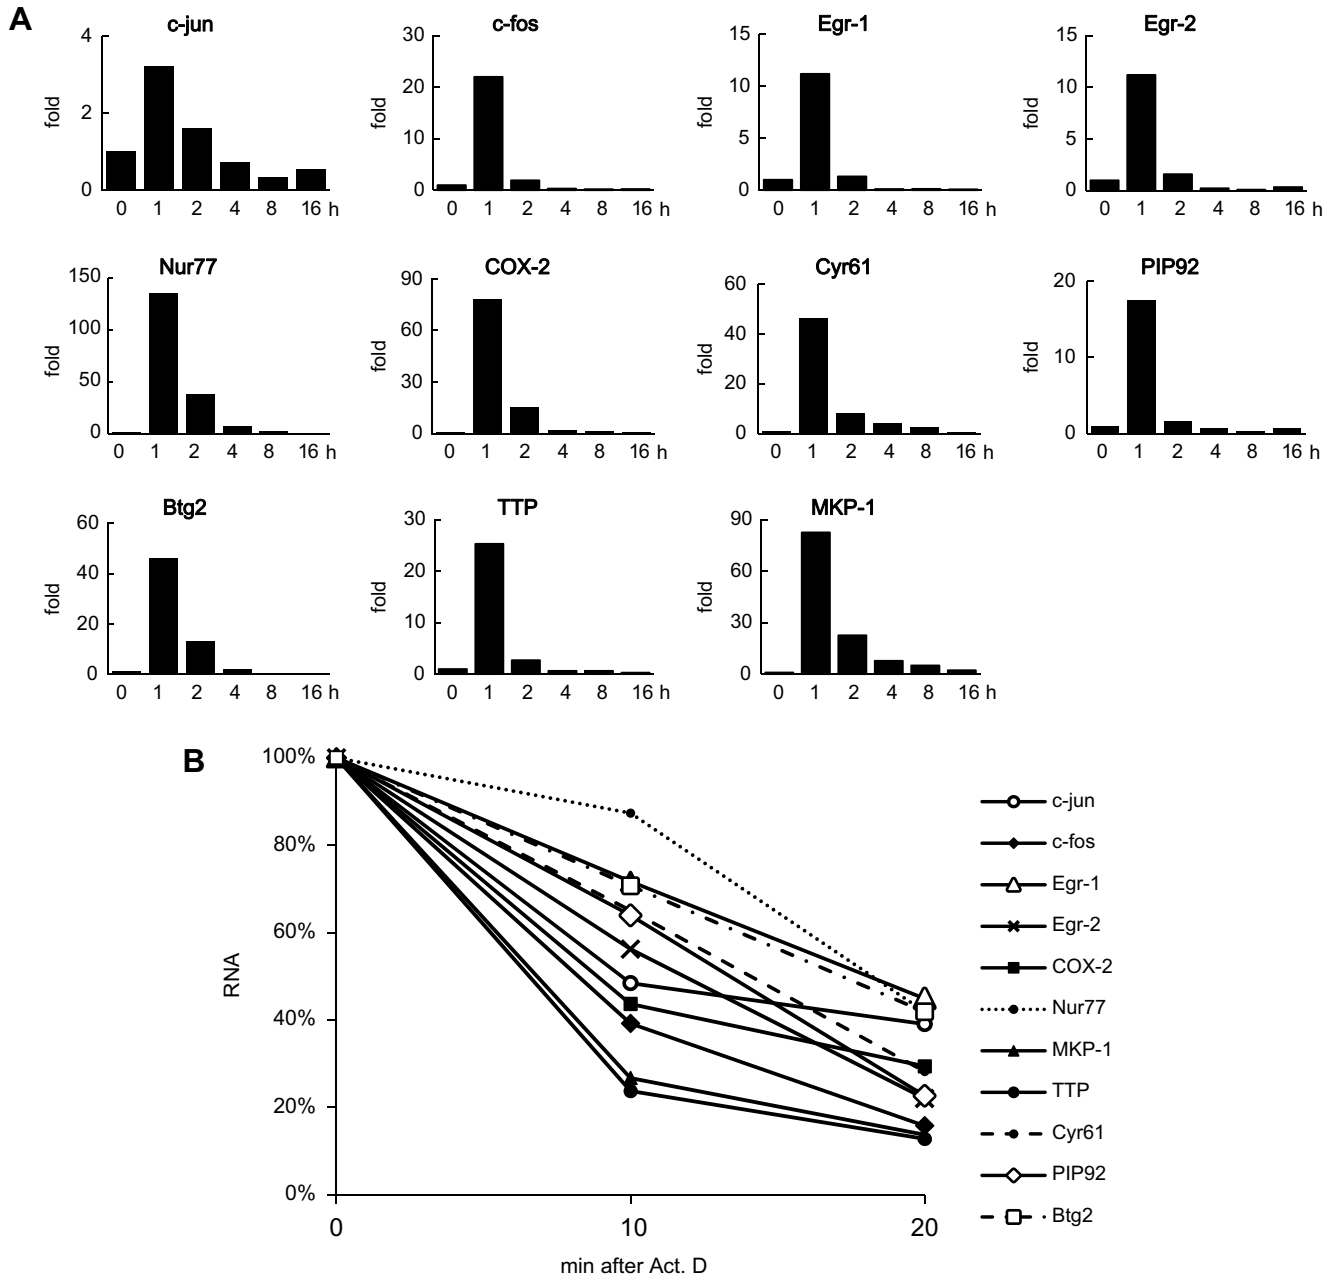 A
c-jun
c-fos
Egr-1
Egr-2
4
2
0
fold
0 1 2 4 8 16 h
30
20
10
0
fold
0 1 2 4 8 16 h
15
10
5
0
fold
0 1 2 4 8 16 h
15
10
5
0
fold
0 1 2 4 8 16 h
Nur77
COX-2
Cyr61
PIP92
150
100
50
0
fold
0 1 2 4 8 16 h
90
60
30
0
fold
0 1 2 4 8 16 h
60
40
20
0
fold
0 1 2 4 8 16 h
20
10
0
fold
0 1 2 4 8 16 h
Btg2
TTP
MKP-1
60
40
20
0
fold
0 1 2 4 8 16 h
30
20
10
0
fold
0 1 2 4 8 16 h
90
60
30
0
fold
0 1 2 4 8 16 h
B
100%
80%
60%
40%
20%
0%
RNA
0 10 20
min after Act. D
c-jun
c-fos
Egr-1
Egr-2
COX-2
Nur77
MKP-1
TTP
Cyr61
PIP92
Btg2